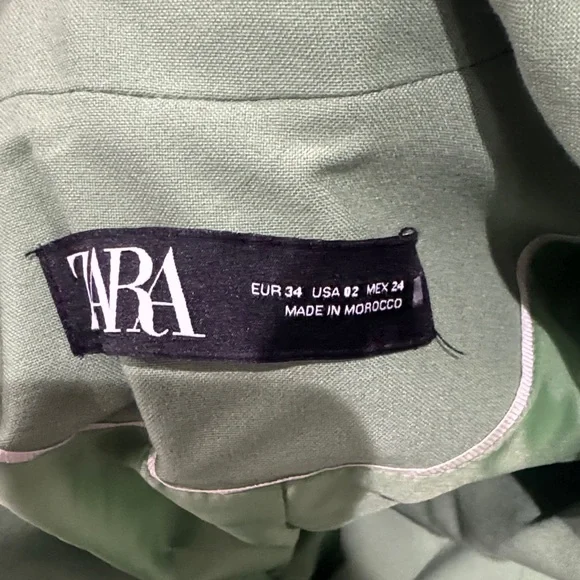 ZARA
EUR 34 USA 02 MEX 24
MADE IN MOROCCO